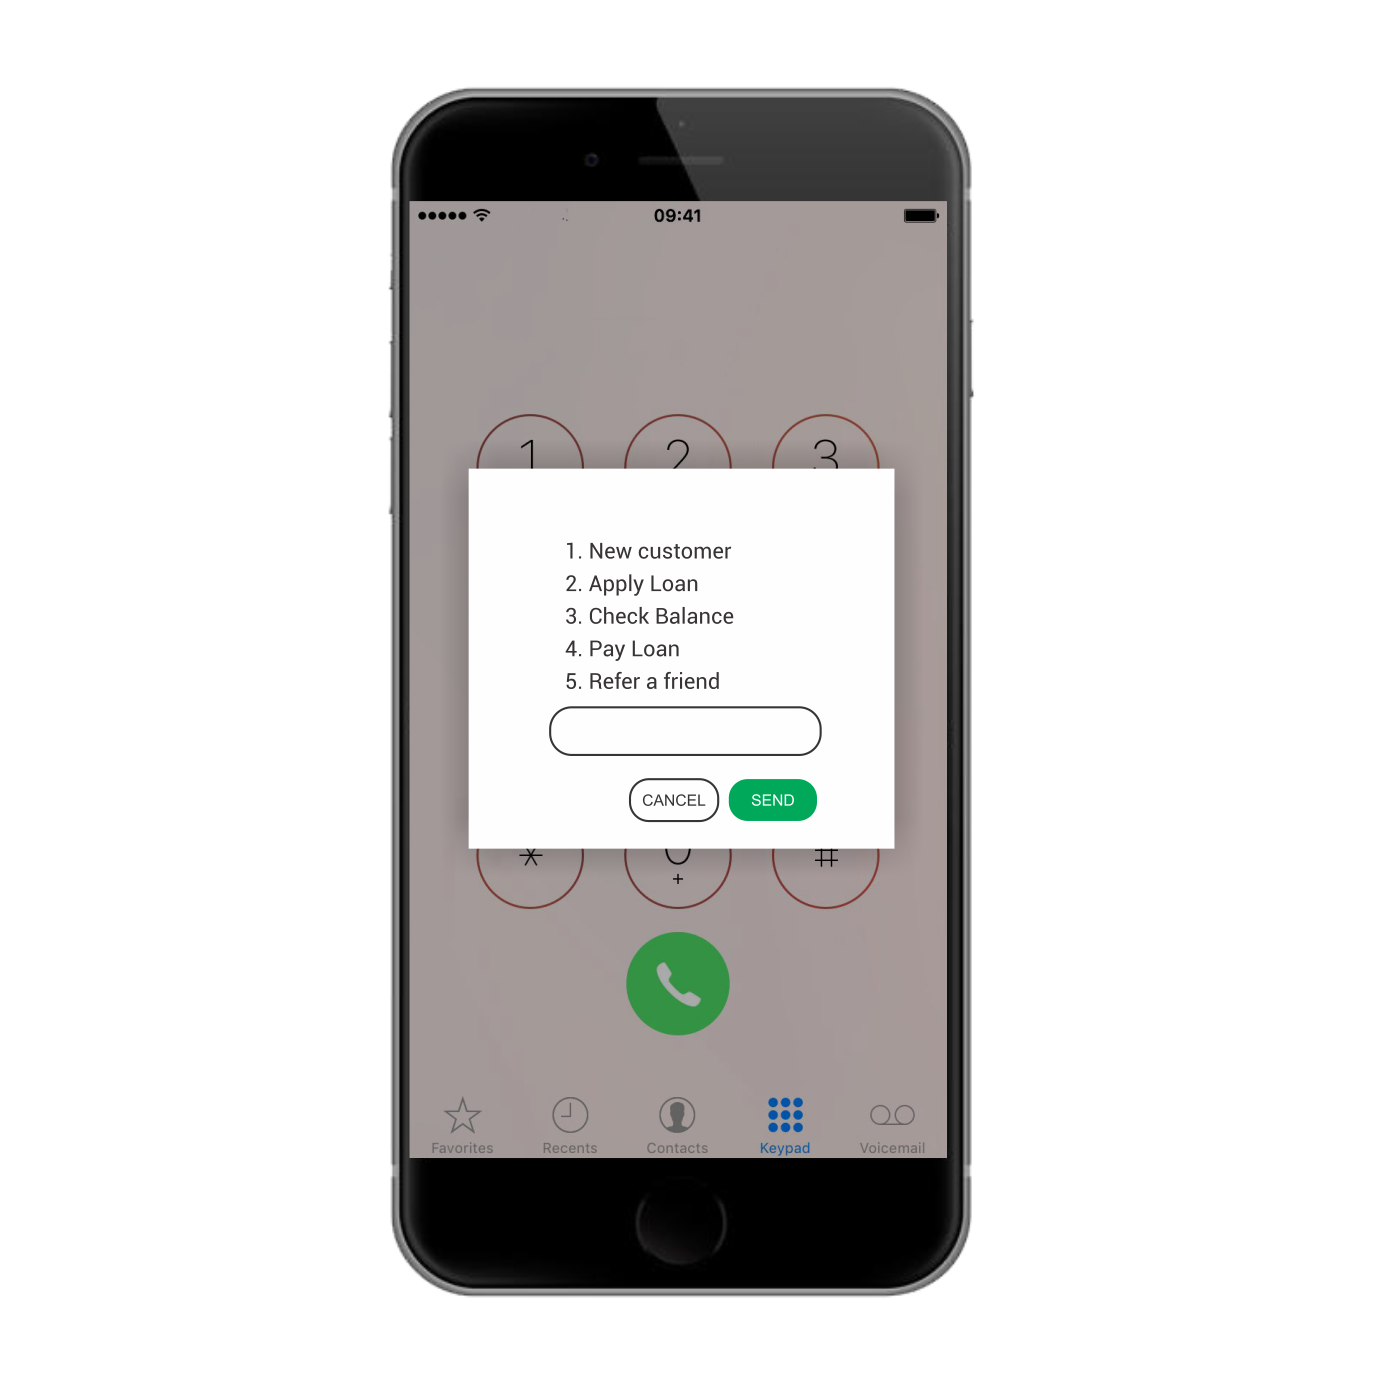 09:41
1 2 3
1. New customer
2. Apply Loan
3. Check Balance
4. Pay Loan
5. Refer a friend
CANCEL SEND
* 0 #
+
Favorites Recents Contacts Keypad Voicemail